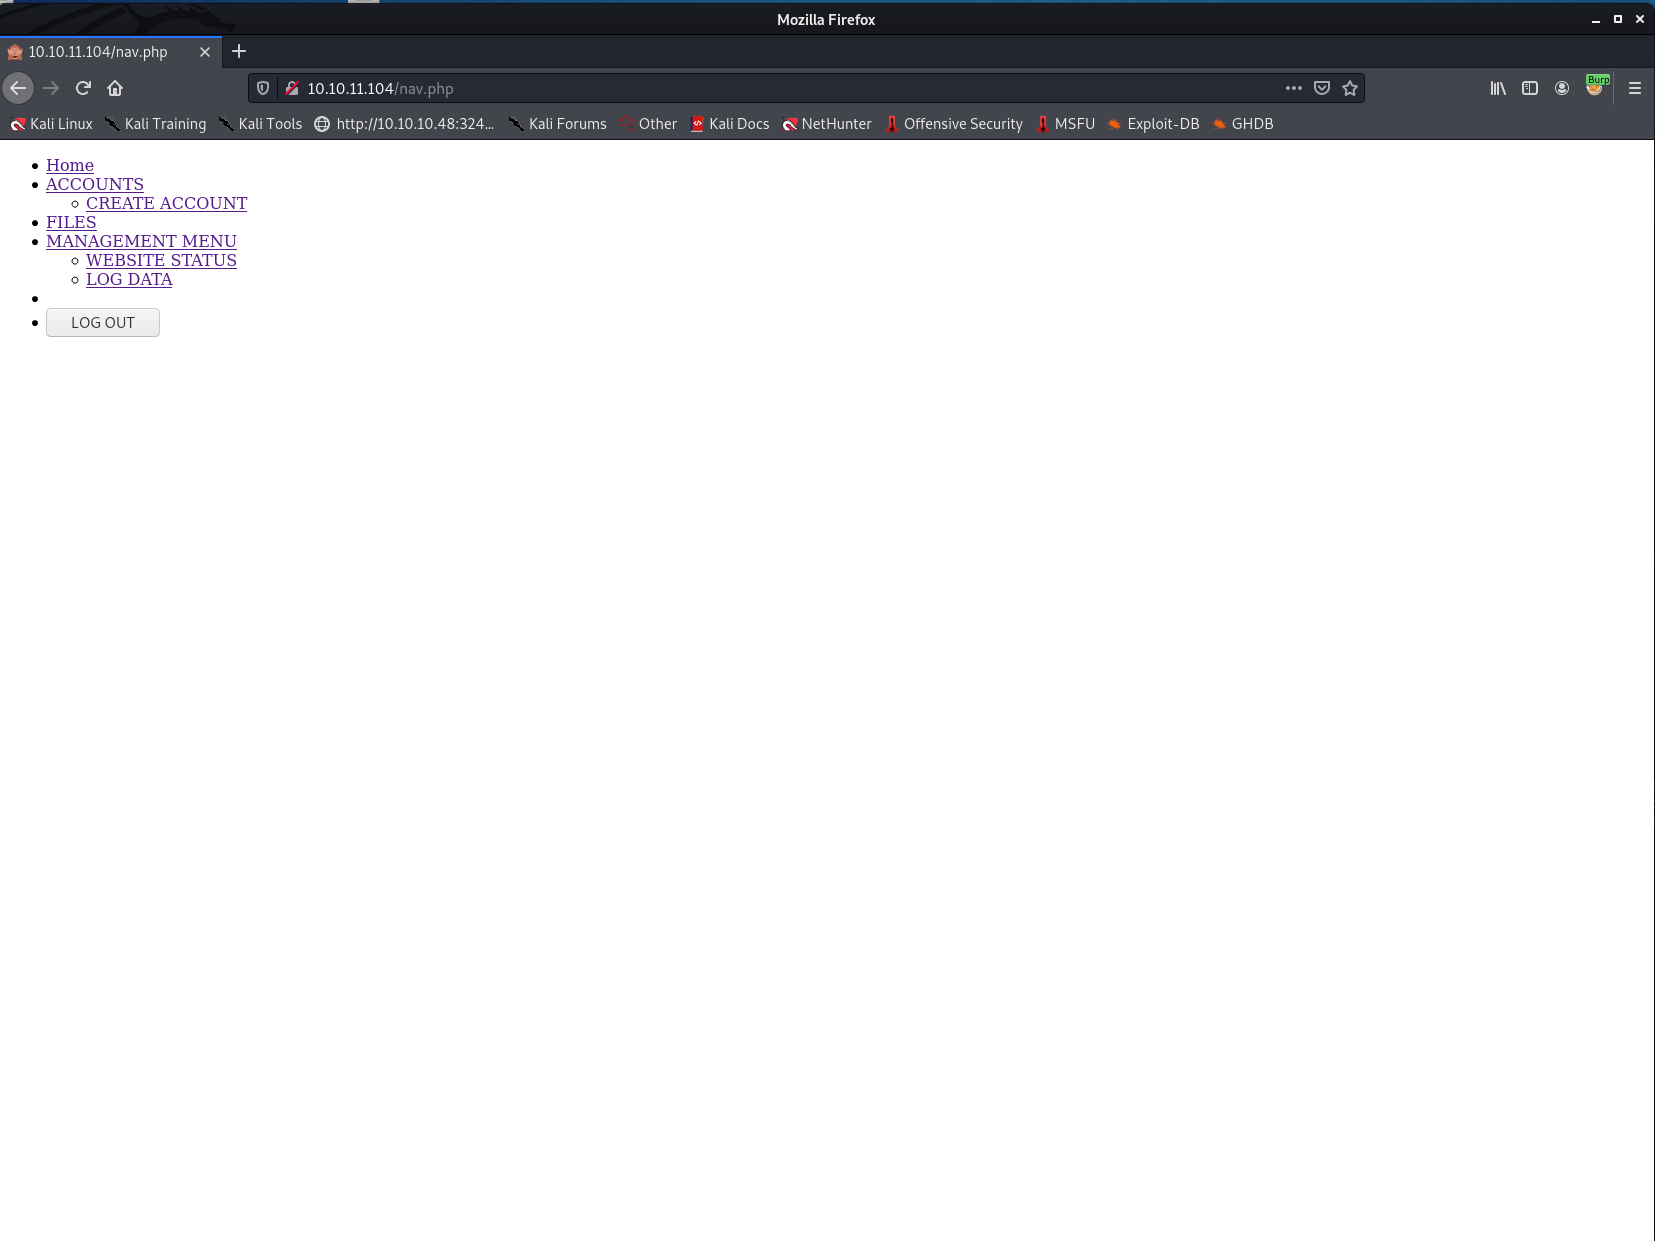 Mozilla Firefox
10.10.11.104/nav.php
10.10.11.104/nav.php
Burp
Kali Linux Kali Training Kali Tools http://10.10.10.48:324... Kali Forums Other Kali Docs NetHunter Offensive Security MSFU Exploit-DB GHDB
Home
ACCOUNTS
CREATE ACCOUNT
FILES
MANAGEMENT MENU
WEBSITE STATUS
LOG DATA
LOG OUT